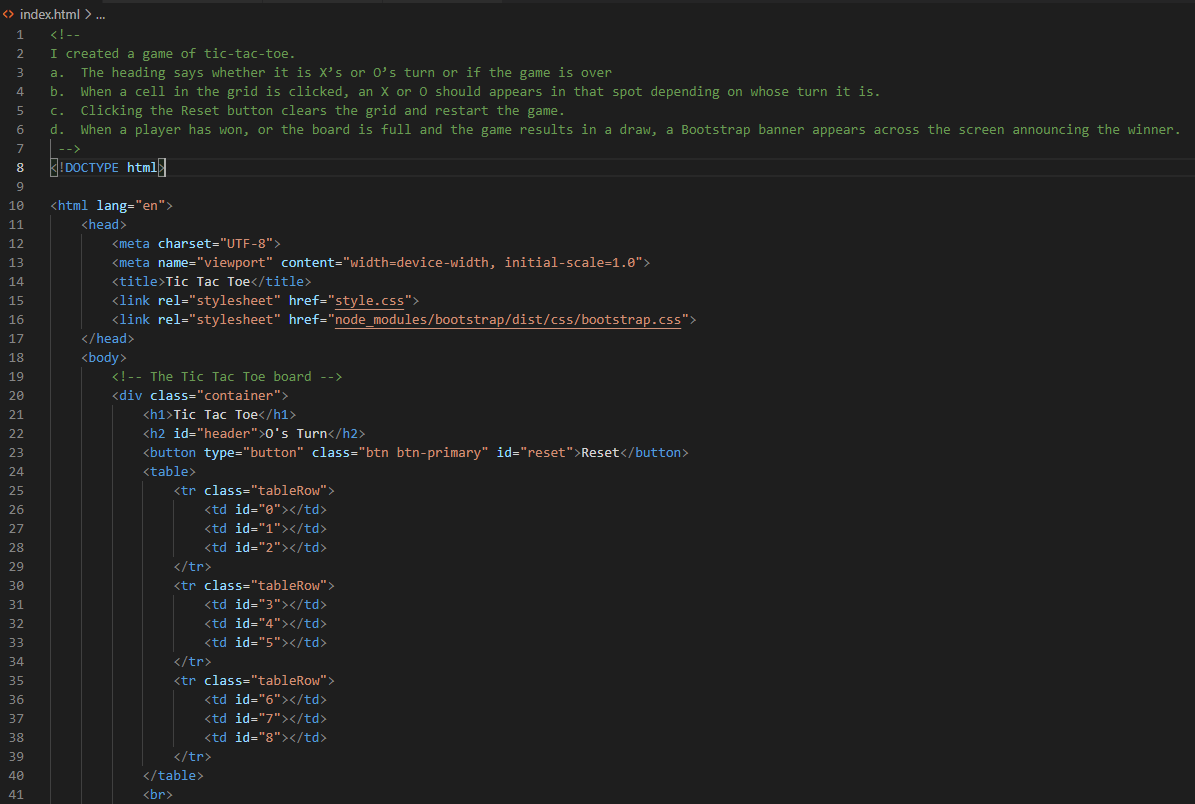 index.html > ...
1 <!--
2 I created a game of tic-tac-toe.
3 a.  The heading says whether it is X’s or O’s turn or if the game is over
4 b.  When a cell in the grid is clicked, an X or O should appears in that spot depending on whose turn it is.
5 c.  Clicking the Reset button clears the grid and restart the game.
6 d.  When a player has won, or the board is full and the game results in a draw, a Bootstrap banner appears across the screen announcing the winner.
7  -->
8 <!DOCTYPE html>
9
10 <html lang="en">
11     <head>
12         <meta charset="UTF-8">
13         <meta name="viewport" content="width=device-width, initial-scale=1.0">
14         <title>Tic Tac Toe</title>
15         <link rel="stylesheet" href="style.css">
16         <link rel="stylesheet" href="node_modules/bootstrap/dist/css/bootstrap.css">
17     </head>
18     <body>
19         <!-- The Tic Tac Toe board -->
20         <div class="container">
21             <h1>Tic Tac Toe</h1>
22             <h2 id="header">O's Turn</h2>
23             <button type="button" class="btn btn-primary" id="reset">Reset</button>
24             <table>
25                 <tr class="tableRow">
26                     <td id="0"></td>
27                     <td id="1"></td>
28                     <td id="2"></td>
29                 </tr>
30                 <tr class="tableRow">
31                     <td id="3"></td>
32                     <td id="4"></td>
33                     <td id="5"></td>
34                 </tr>
35                 <tr class="tableRow">
36                     <td id="6"></td>
37                     <td id="7"></td>
38                     <td id="8"></td>
39                 </tr>
40             </table>
41             <br>